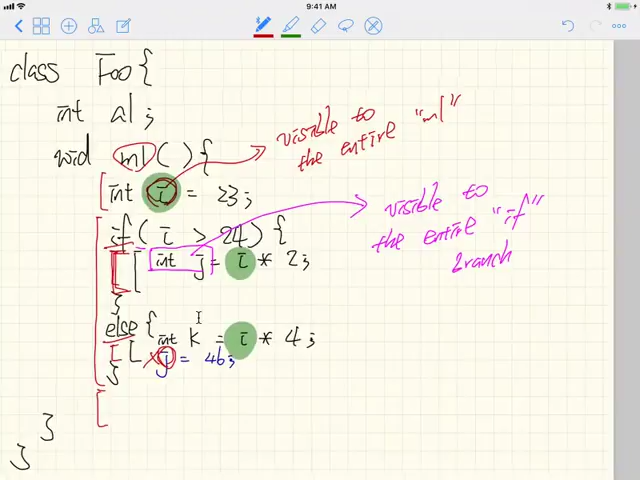 9:41 AM
class Foo {
int a1;
void m1() {
int i = 23;
visible to
the entire "m1"
if ( i > 24) {
int j = i * 2;
visible to
the entire "if"
branch
}
else { int k = i * 4;
j = 46;
}
}
}